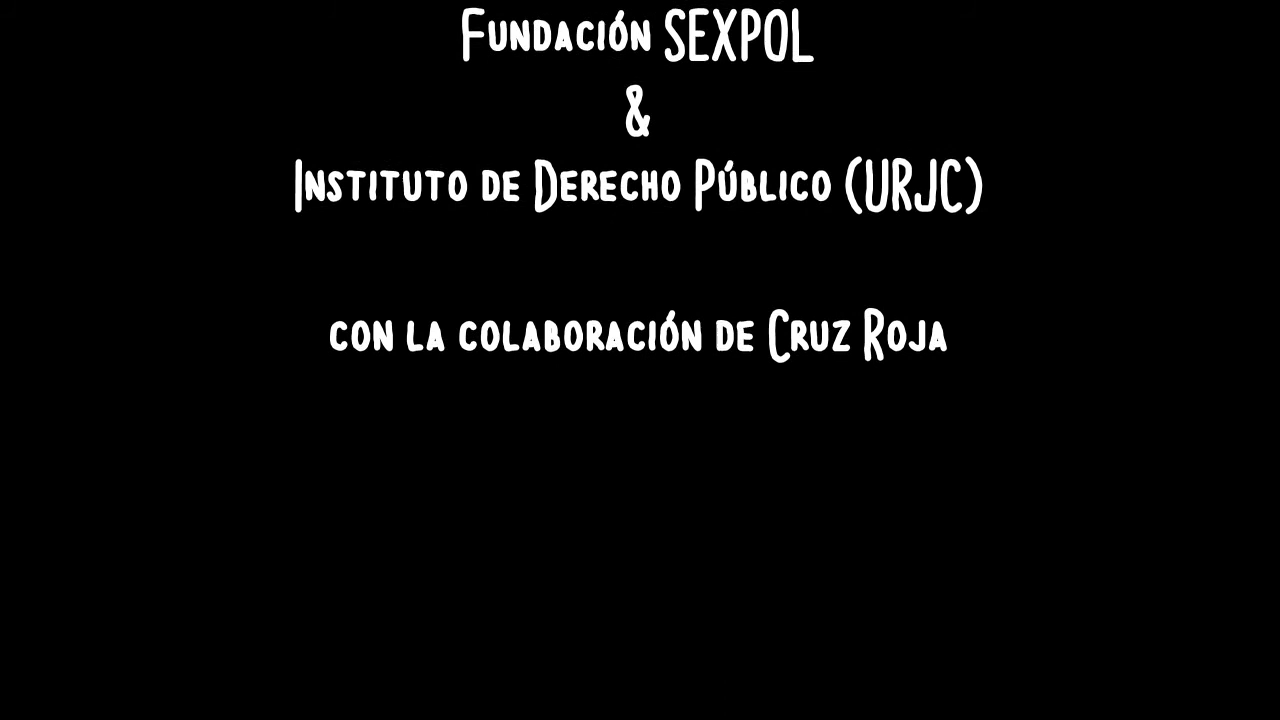 Fundación SEXPOL
&
Instituto de Derecho Público (URJC)
con la colaboración de Cruz Roja